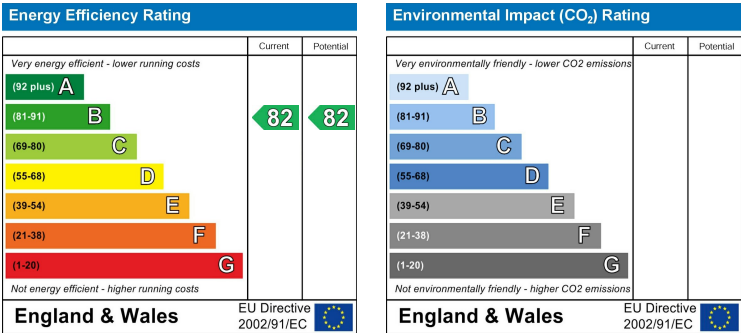 Energy Efficiency Rating
Current Potential
Very energy efficient - lower running costs
(92 plus) A
(81-91) B 82 82
(69-80) C
(55-68) D
(39-54) E
(21-38) F
(1-20) G
Not energy efficient - higher running costs
England & Wales
EU Directive
2002/91/EC
Environmental Impact (CO₂) Rating
Current Potential
Very environmentally friendly - lower CO2 emissions
(92 plus) A
(81-91) B
(69-80) C
(55-68) D
(39-54) E
(21-38) F
(1-20) G
Not environmentally friendly - higher CO2 emissions
England & Wales
EU Directive
2002/91/EC